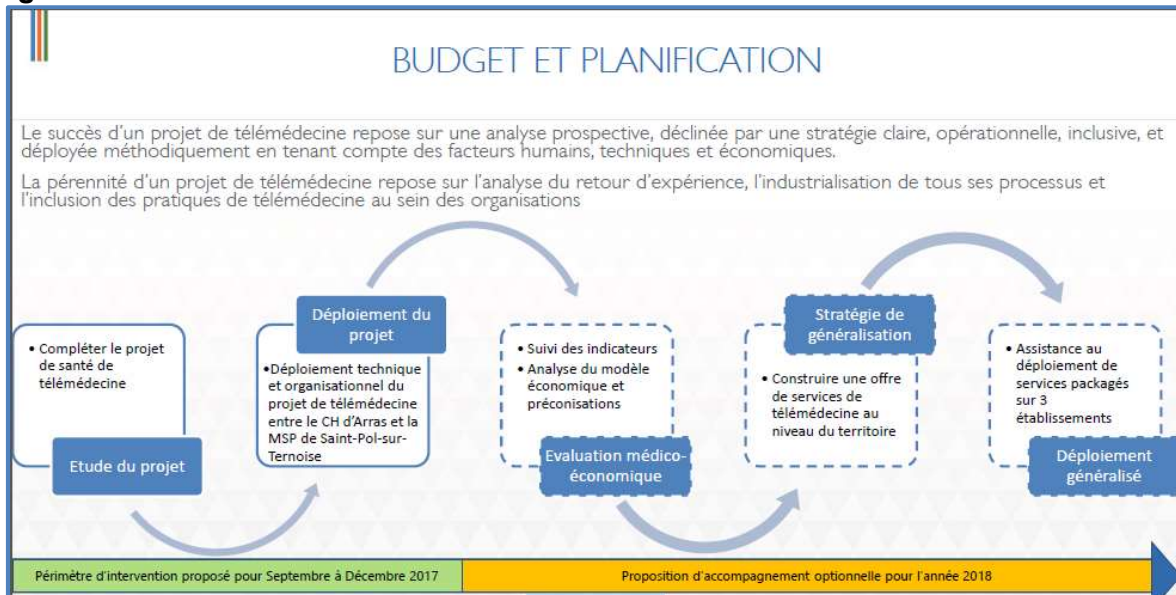 BUDGET ET PLANIFICATION
Le succès d'un projet de télémédecine repose sur une analyse prospective, déclinée par une stratégie claire, opérationnelle, inclusive, et
déployée méthodiquement en tenant compte des facteurs humains, techniques et économiques.
La pérennité d'un projet de télémédecine repose sur l'analyse du retour d'expérience, l'industrialisation de tous ses processus et
l'inclusion des pratiques de télémédecine au sein des organisations
• Compléter le projet
de santé de
télémédecine
Etude du projet
Déploiement du
projet
•Déploiement technique
et organisationnel du
projet de télémédecine
entre le CH d'Arras et la
MSP de Saint-Pol-sur-
Ternoise
• Suivi des indicateurs
• Analyse du modèle
économique et
préconisations
Evaluation médico-
économique
Stratégie de
généralisation
• Construire une offre
de services de
télémédecine au
niveau du territoire
• Assistance au
déploiement de
services packagés
sur 3
établissements
Déploiement
généralisé
Périmètre d'intervention proposé pour Septembre à Décembre 2017
Proposition d'accompagnement optionnelle pour l'année 2018